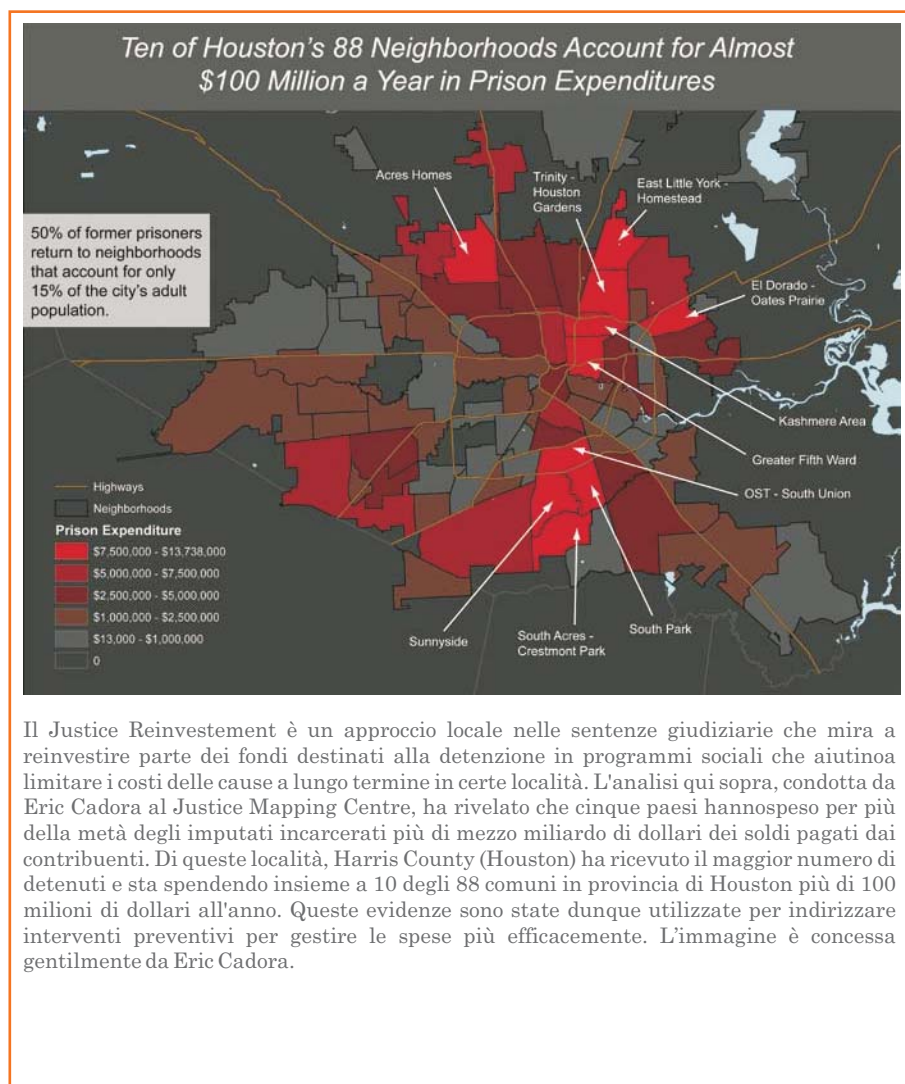 Ten of Houston's 88 Neighborhoods Account for Almost
$100 Million a Year in Prison Expenditures
Acres Homes
Trinity -
Houston
Gardens
East Little York -
Homestead
50% of former prisoners
return to neighborhoods
that account for only
15% of the city's adult
population.
El Dorado -
Oates Prairie
Kashmere Area
Greater Fifth Ward
OST - South Union
Highways
Neighborhoods
Prison Expenditure
$7,500,000 - $13,738,000
$5,000,000 - $7,500,000
$2,500,000 - $5,000,000
$1,000,000 - $2,500,000
$13,000 - $1,000,000
0
Sunnyside
South Acres -
Crestmont Park
South Park
Il Justice Reinvestement è un approccio locale nelle sentenze giudiziarie che mira a
reinvestire parte dei fondi destinati alla detenzione in programmi sociali che aiutinoa
limitare i costi delle cause a lungo termine in certe località. L'analisi qui sopra, condotta da
Eric Cadora al Justice Mapping Centre, ha rivelato che cinque paesi hannospeso per più
della metà degli imputati incarcerati più di mezzo miliardo di dollari dei soldi pagati dai
contribuenti. Di queste località, Harris County (Houston) ha ricevuto il maggior numero di
detenuti e sta spendendo insieme a 10 degli 88 comuni in provincia di Houston più di 100
milioni di dollari all'anno. Queste evidenze sono state dunque utilizzate per indirizzare
interventi preventivi per gestire le spese più efficacemente. L'immagine è concessa
gentilmente da Eric Cadora.